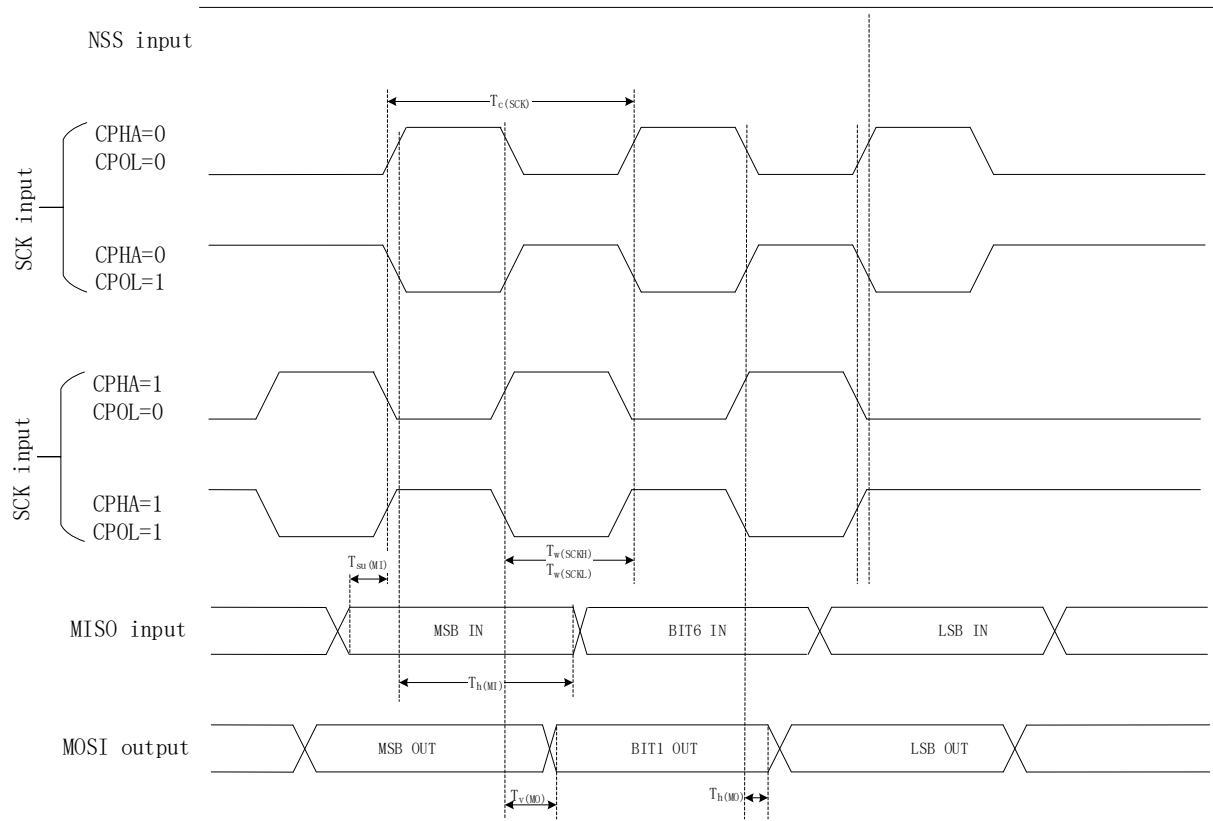 NSS input
Tc(SCK)
SCK input
CPHA=0
CPOL=0
CPHA=0
CPOL=1
SCK input
CPHA=1
CPOL=0
CPHA=1
CPOL=1
Tw(SCKH)
Tw(SCKL)
Tsu(MI)
MISO input
MSB IN
BIT6 IN
LSB IN
Th(MI)
MOSI output
MSB OUT
BIT1 OUT
LSB OUT
Tv(MO)
Th(MO)